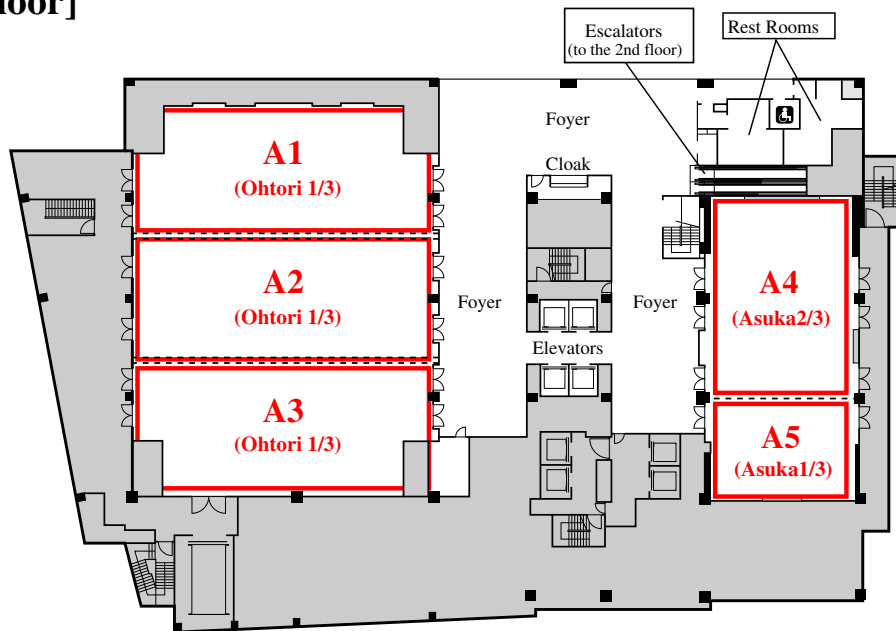 loor]
Escalators
(to the 2nd floor)
Rest Rooms
Foyer
Cloak
A1
(Ohtori 1/3)
A2
(Ohtori 1/3)
Foyer
Foyer
A4
(Asuka2/3)
Elevators
A3
(Ohtori 1/3)
A5
(Asuka1/3)